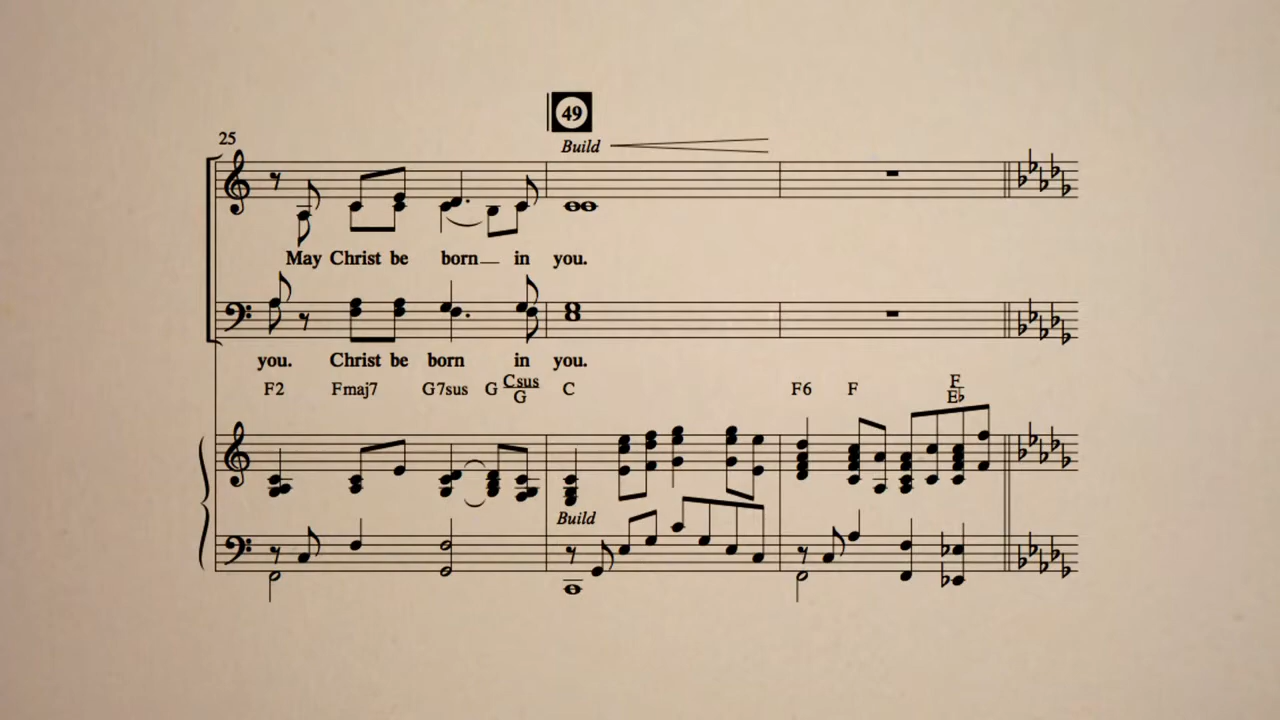 49
25
Build
May Christ be born in you.
you. Christ be born in you.
F2 Fmaj7 G7sus G Csus/G C F6 F F/E♭
Build